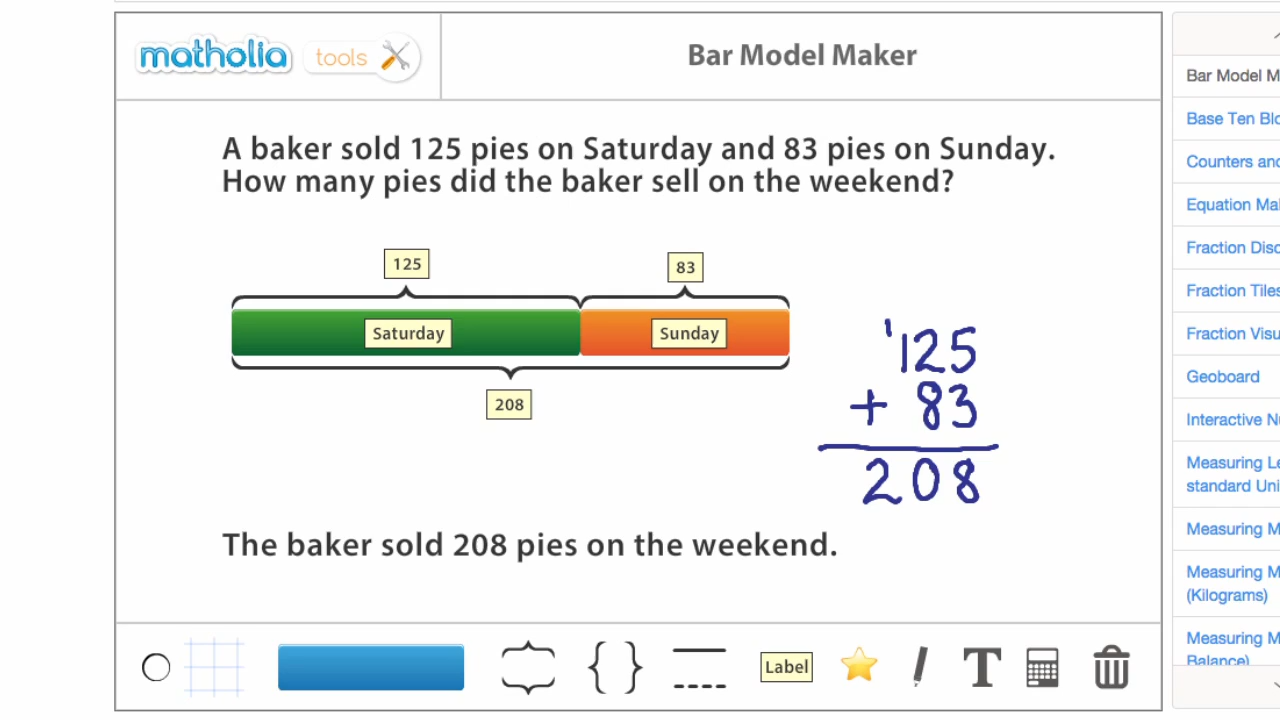 matholia tools
Bar Model Maker
A baker sold 125 pies on Saturday and 83 pies on Sunday.
How many pies did the baker sell on the weekend?
125
83
Saturday
Sunday
208
1
125
+ 83
208
The baker sold 208 pies on the weekend.
Label
T
Bar Model M
Base Ten Blo
Counters and
Equation Mak
Fraction Disc
Fraction Tiles
Fraction Visu
Geoboard
Interactive Nu
Measuring Le
standard Uni
Measuring M
Measuring M
(Kilograms)
Measuring M
Balance)